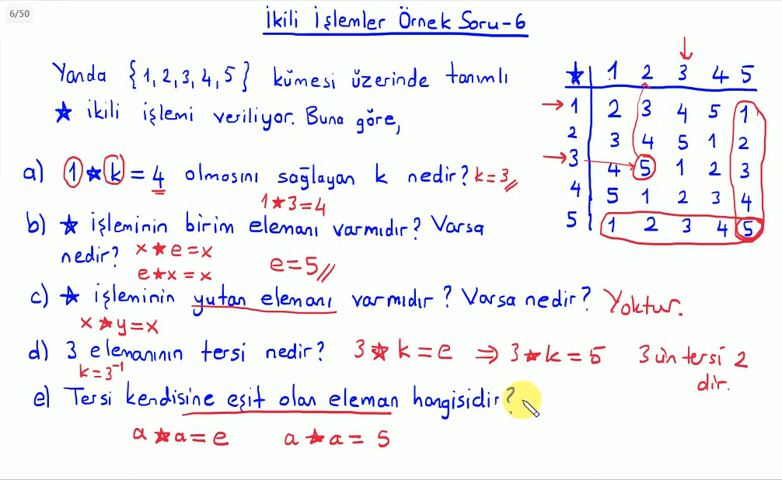 6/50
İkili İşlemler Örnek Soru-6
Yanda {1,2,3,4,5} kümesi üzerinde tanımlı
★ ikili işlemi veriliyor. Buna göre,
★ 1 2 3 4 5
1 2 3 4 5 1
2 3 4 5 1 2
3 4 5 1 2 3
4 5 1 2 3 4
5 1 2 3 4 5
a) 1 ★ k = 4 olmasını sağlayan k nedir? k=3
1★3=4
b) ★ işleminin birim elemanı varmıdır? Varsa
nedir? x★e=x
e★x=x
e=5
c) ★ işleminin yutan elemanı varmıdır? Varsa nedir? Yoktur.
x★y=x
d) 3 elemanının tersi nedir? 3★k=e ⇒ 3★k=5 3 ün tersi 2
dir.
k=3⁻¹
e) Tersi kendisine eşit olan eleman hangisidir?
a★a=e a★a=5